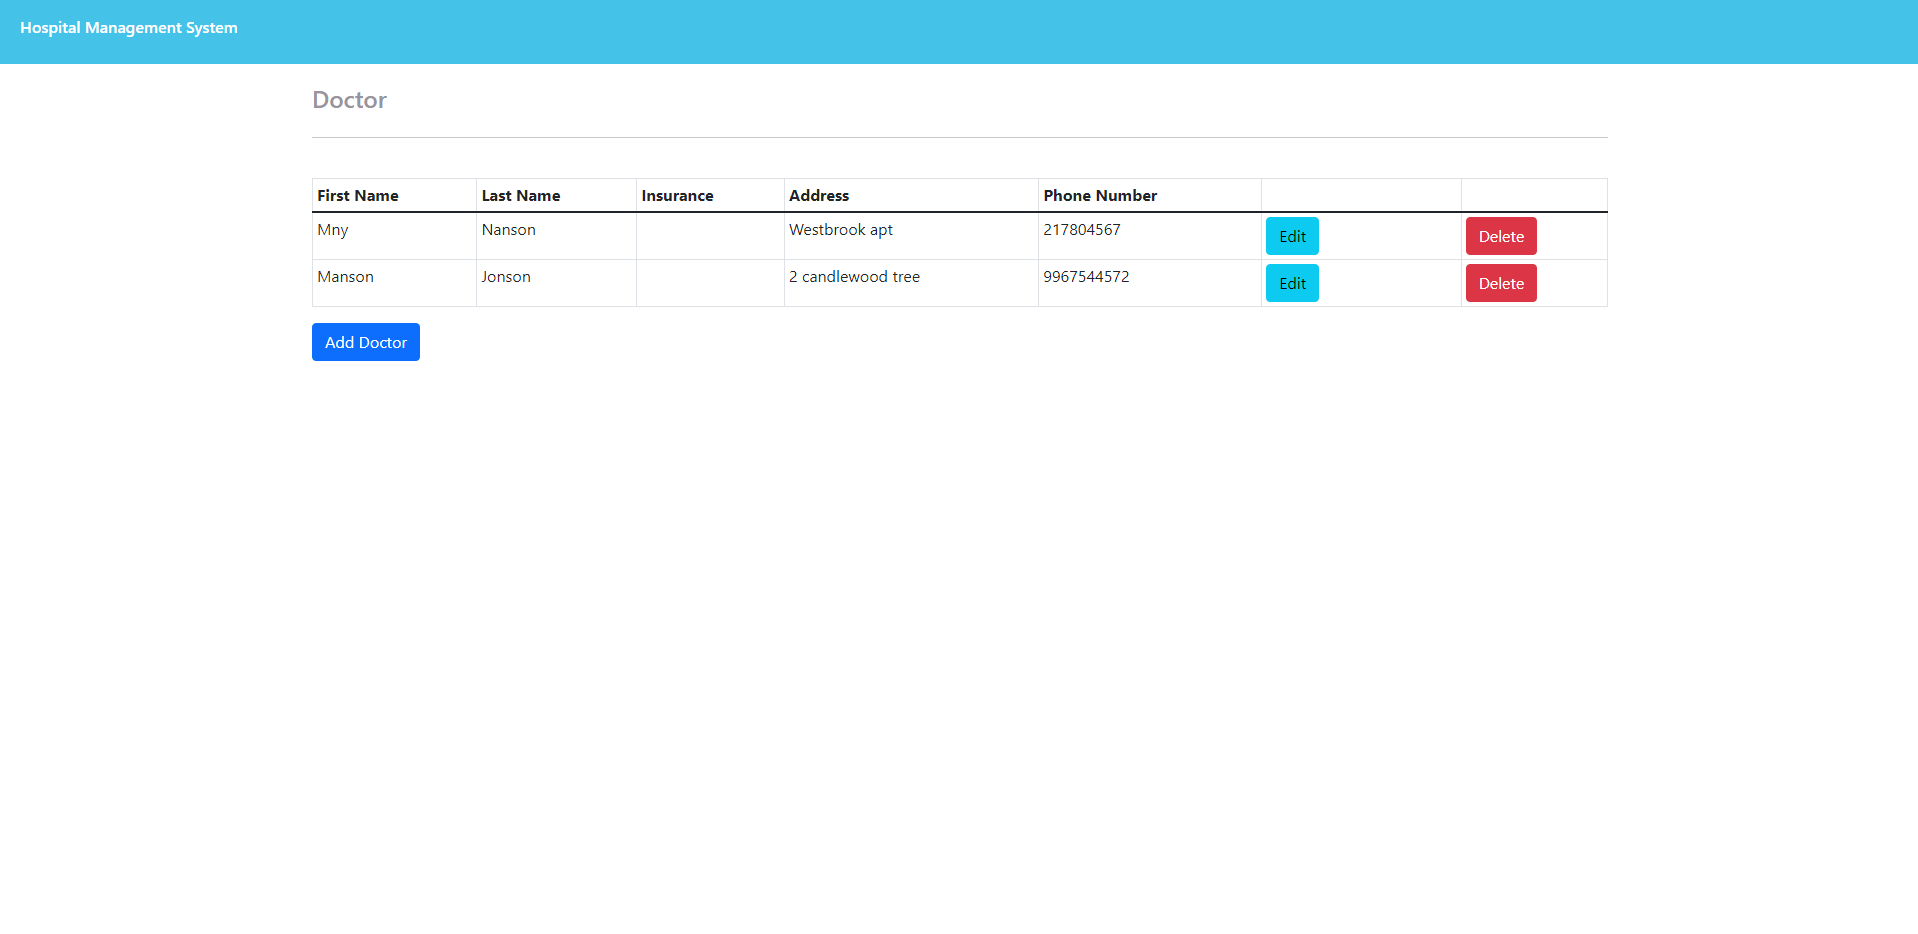 Hospital Management System
Doctor
First Name Last Name Insurance Address Phone Number
Mny Nanson Westbrook apt 217804567 Edit Delete
Manson Jonson 2 candlewood tree 9967544572 Edit Delete
Add Doctor